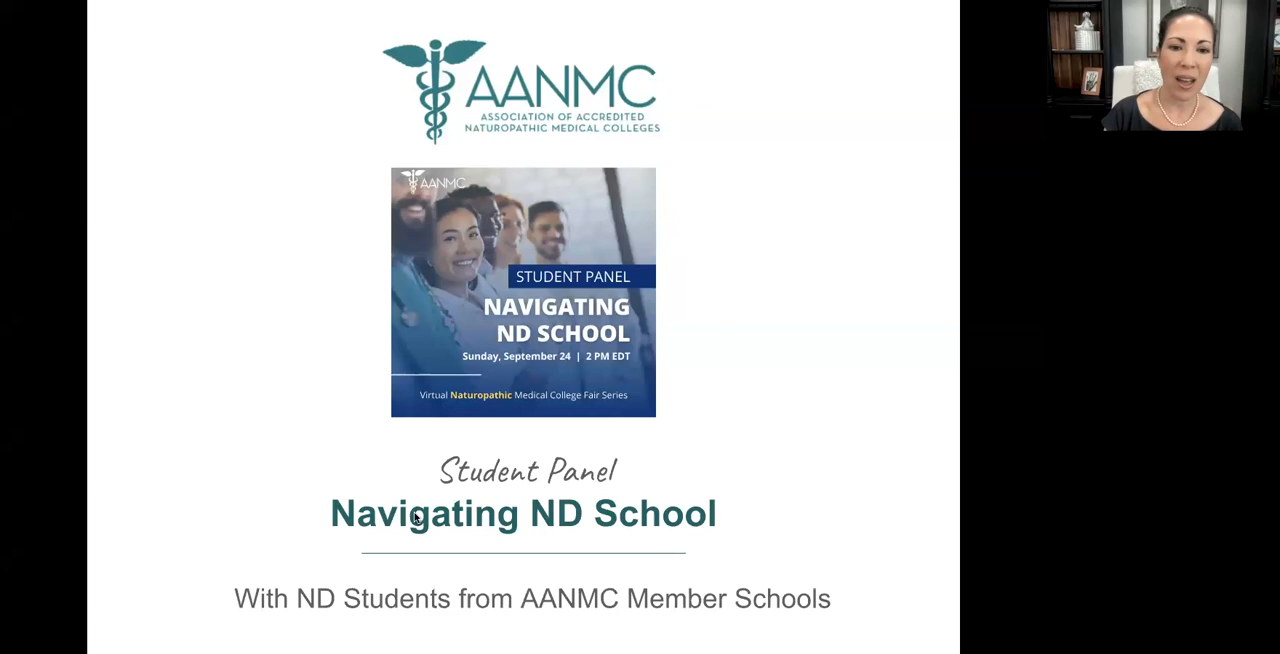 AANMC
ASSOCIATION OF ACCREDITED
NATUROPATHIC MEDICAL COLLEGES
AANMC
STUDENT PANEL
NAVIGATING
ND SCHOOL
Sunday, September 24 | 2 PM EDT
Virtual Naturopathic Medical College Fair Series
Student Panel
Navigating ND School
With ND Students from AANMC Member Schools